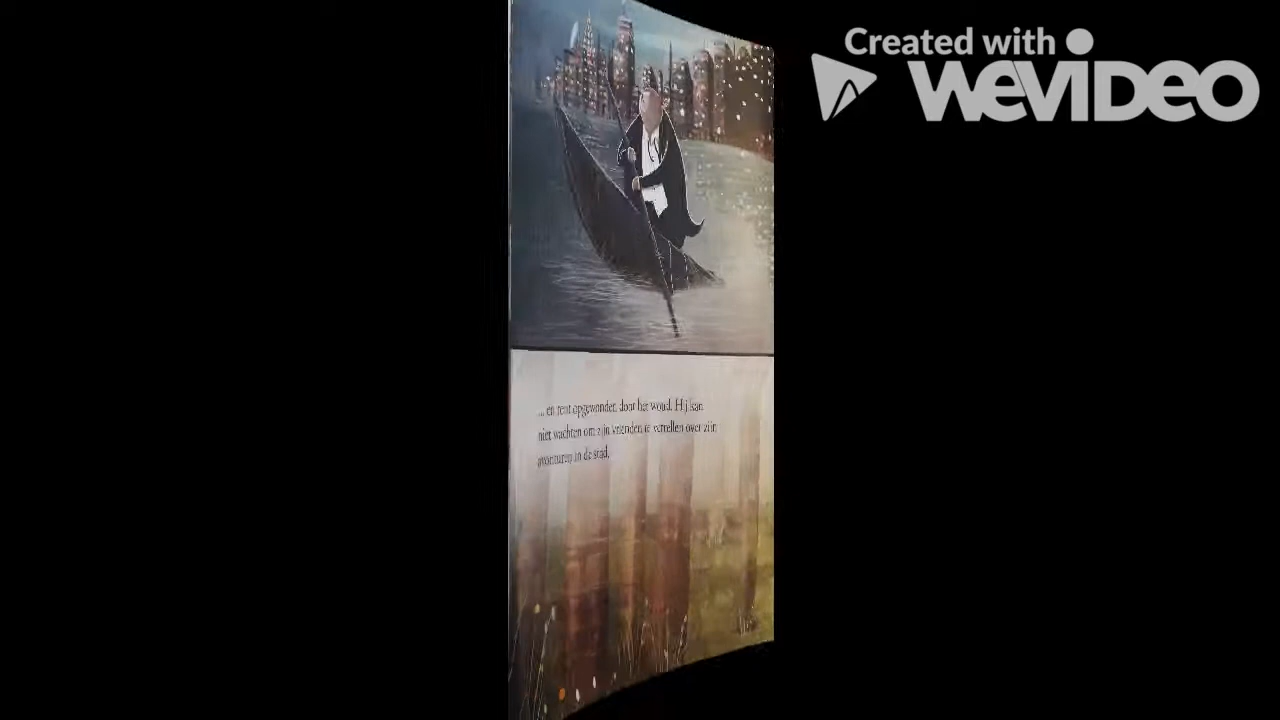 Created with
WEVIDEO
... en rent opgewonden door het woud. Hij kan
niet wachten om zijn vrienden te vertellen over zijn
avonturen in de stad.